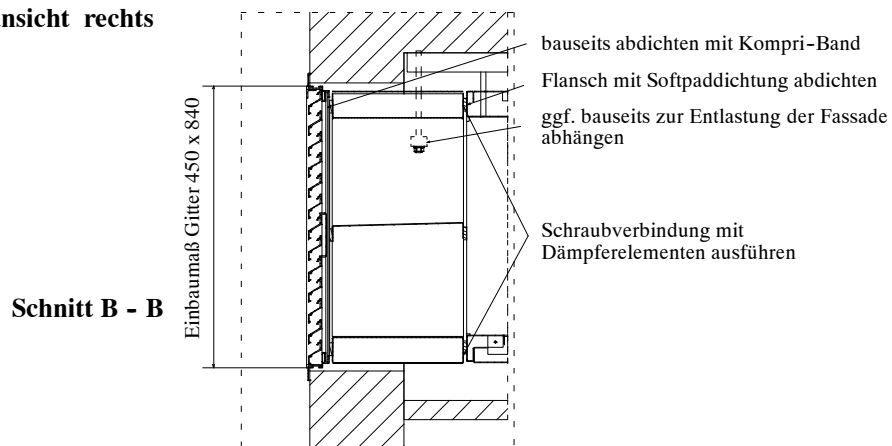 nsicht rechts
bauseits abdichten mit Kompri-Band
Flansch mit Softpaddichtung abdichten
ggf. bauseits zur Entlastung der Fassade
abhängen
Einbaumaß Gitter 450 x 840
Schraubverbindung mit
Dämpferelementen ausführen
Schnitt B - B